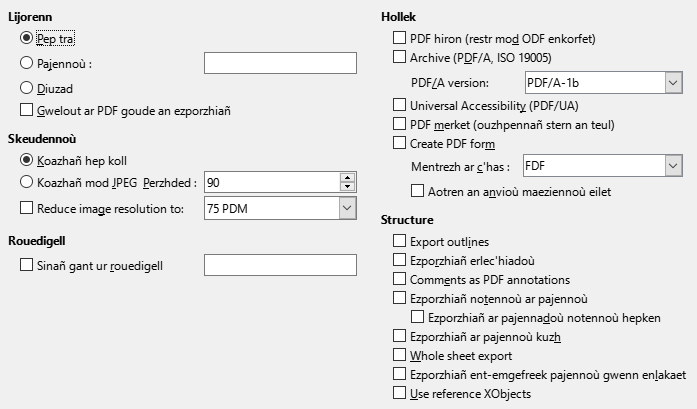 Lijorenn
Pep tra
Pajennoù :
Diuzad
Gwelout ar PDF goude an ezporzhiañ
Skeudennoù
Koazhañ hep koll
Koazhañ mod JPEG Perzhded : 90
Reduce image resolution to: 75 PDM
Rouedigell
Sinañ gant ur rouedigell
Hollek
PDF hiron (restr mod ODF enkorfet)
Archive (PDF/A, ISO 19005)
PDF/A version: PDF/A-1b
Universal Accessibility (PDF/UA)
PDF merket (ouzhpennañ stern an teul)
Create PDF form
Mentrezh ar c'has : FDF
Aotren an anvioù maeziennoù eilet
Structure
Export outlines
Ezporzhiañ erlec'hiadoù
Comments as PDF annotations
Ezporzhiañ notennoù ar pajennoù
Ezporzhiañ ar pajennadoù notennoù hepken
Ezporzhiañ ar pajennoù kuzh
Whole sheet export
Ezporzhiañ ent-emgefreek pajennoù gwenn enlakaet
Use reference XObjects